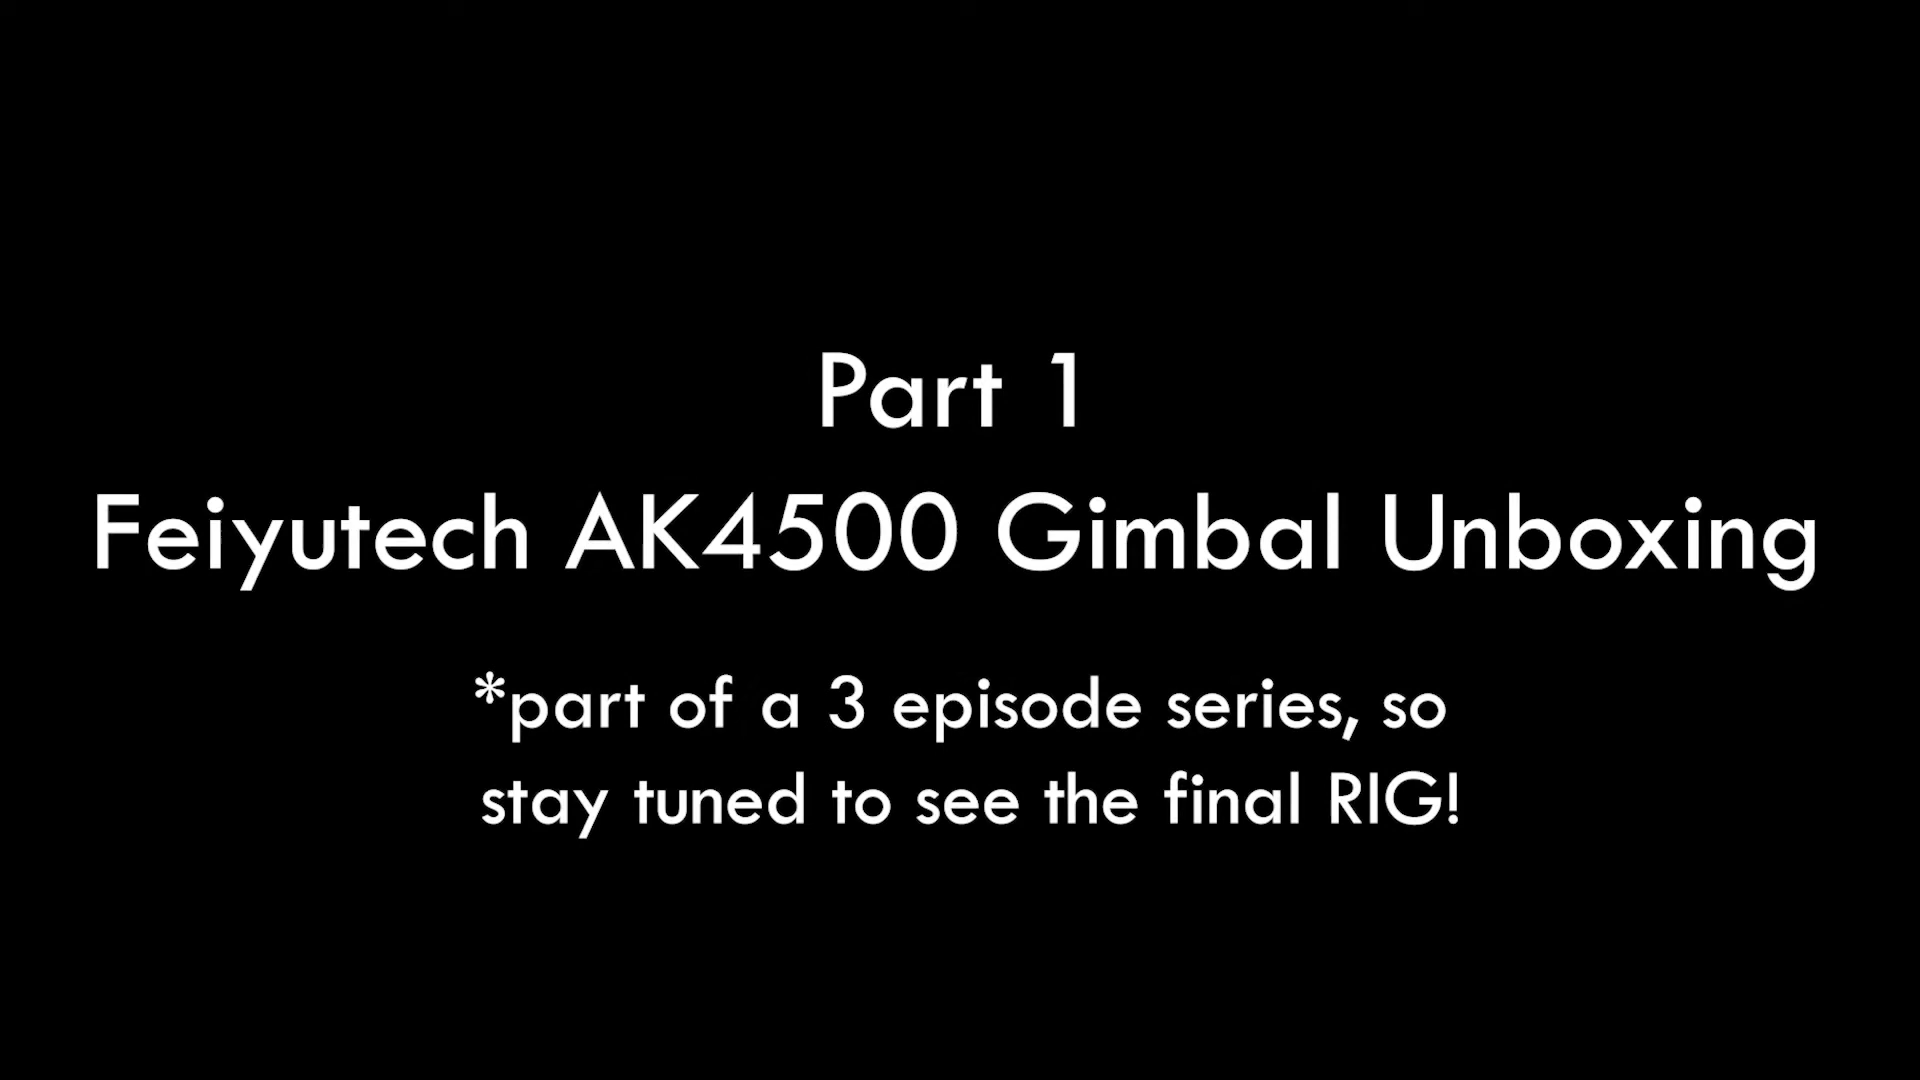 Part 1
Feiyutech AK4500 Gimbal Unboxing
*part of a 3 episode series, so
stay tuned to see the final RIG!